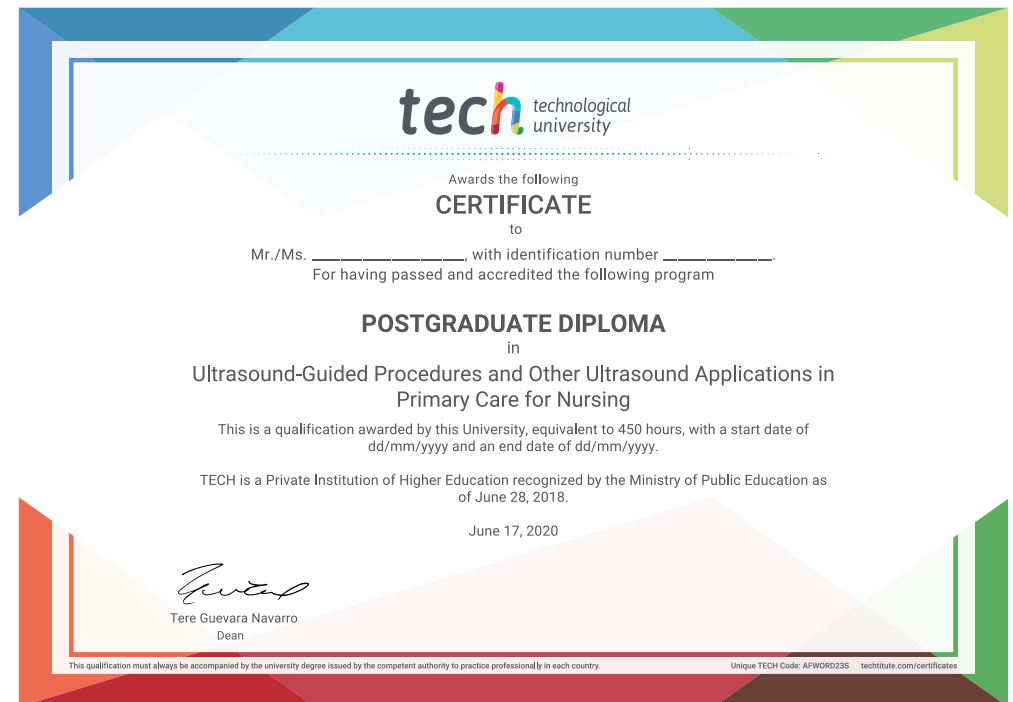 tech technological
university
Awards the following
CERTIFICATE
to
Mr./Ms. _________________, with identification number _____________.
For having passed and accredited the following program
POSTGRADUATE DIPLOMA
in
Ultrasound-Guided Procedures and Other Ultrasound Applications in
Primary Care for Nursing
This is a qualification awarded by this University, equivalent to 450 hours, with a start date of
dd/mm/yyyy and an end date of dd/mm/yyyy.
TECH is a Private Institution of Higher Education recognized by the Ministry of Public Education as
of June 28, 2018.
June 17, 2020
Tere Guevara Navarro
Dean
This qualification must always be accompanied by the university degree issued by the competent authority to practice professionally in each country.
Unique TECH Code: AFWORD23S techtitute.com/certificates